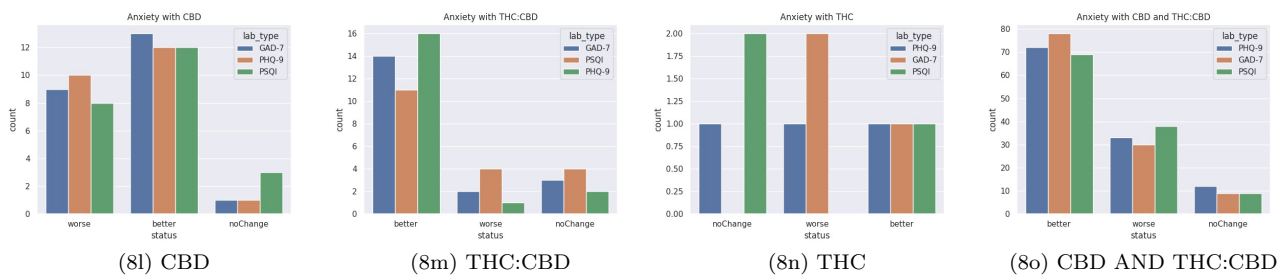 Anxiety with CBD
lab_type
GAD-7
PHQ-9
PSQI
12
10
8
6
4
2
0
count
worse
better
noChange
status
(8l) CBD
Anxiety with THC:CBD
lab_type
GAD-7
PSQI
PHQ-9
16
14
12
10
8
6
4
2
0
count
better
worse
noChange
status
(8m) THC:CBD
Anxiety with THC
lab_type
PHQ-9
GAD-7
PSQI
2.00
1.75
1.50
1.25
1.00
0.75
0.50
0.25
0.00
count
noChange
worse
better
status
(8n) THC
Anxiety with CBD and THC:CBD
lab_type
PHQ-9
GAD-7
PSQI
80
70
60
50
40
30
20
10
0
count
better
worse
noChange
status
(8o) CBD AND THC:CBD